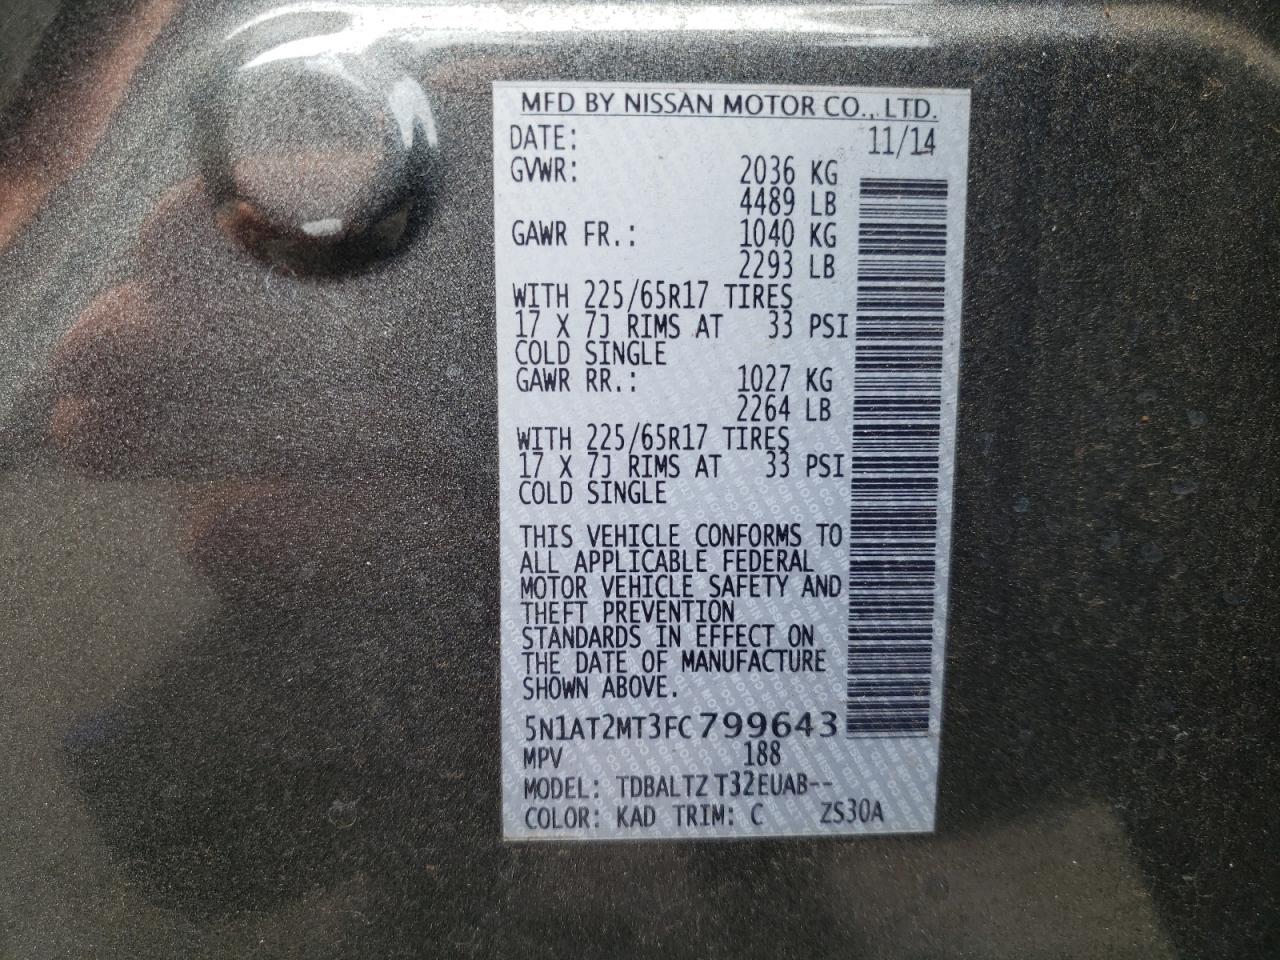 MFD BY NISSAN MOTOR CO., LTD.
DATE: 11/14
GVWR: 2036 KG
4489 LB
GAWR FR.: 1040 KG
2293 LB
WITH 225/65R17 TIRES
17 X 7J RIMS AT 33 PSI
COLD SINGLE
GAWR RR.: 1027 KG
2264 LB
WITH 225/65R17 TIRES
17 X 7J RIMS AT 33 PSI
COLD SINGLE
THIS VEHICLE CONFORMS TO
ALL APPLICABLE FEDERAL
MOTOR VEHICLE SAFETY AND
THEFT PREVENTION
STANDARDS IN EFFECT ON
THE DATE OF MANUFACTURE
SHOWN ABOVE.
5N1AT2MT3FC799643
MPV 188
MODEL: TDBALTZ T32EUAB--
COLOR: KAD TRIM: C ZS30A